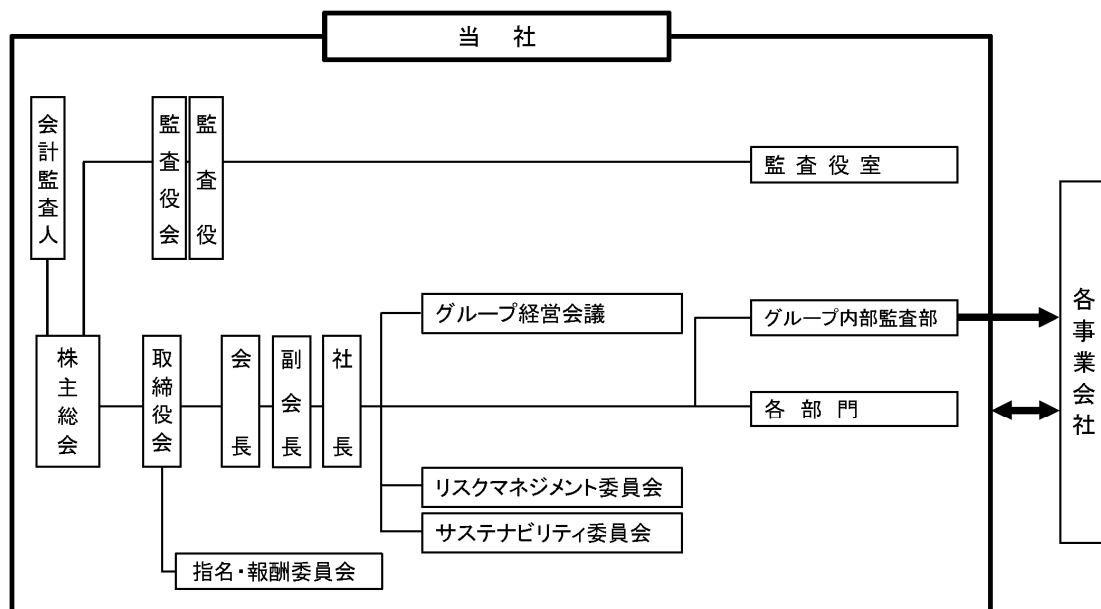 当 社
会計監査人
監査役会
監査役
監 査 役 室
グループ経営会議
グループ内部監査部
各事業会社
株主総会
取締役会
会長
副会長
社長
各 部 門
リスクマネジメント委員会
サステナビリティ委員会
指名・報酬委員会